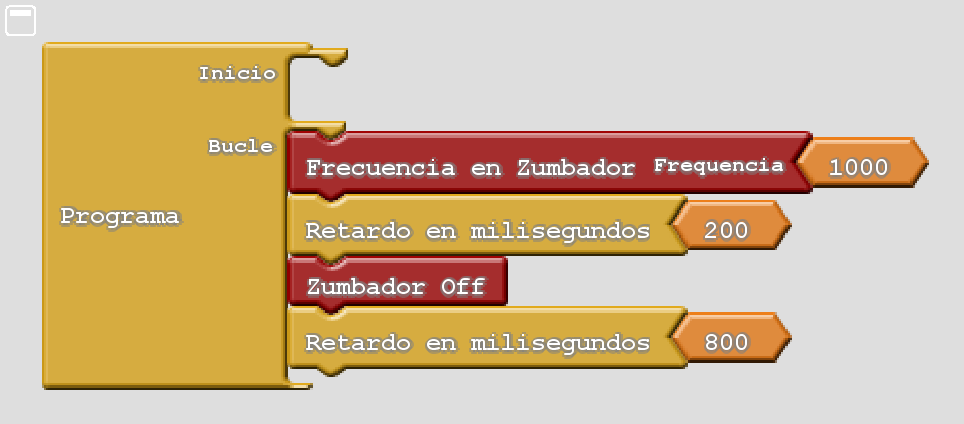 Inicio
Bucle
Frecuencia en Zumbador Frequencia 1000
Programa
Retardo en milisegundos 200
Zumbador Off
Retardo en milisegundos 800